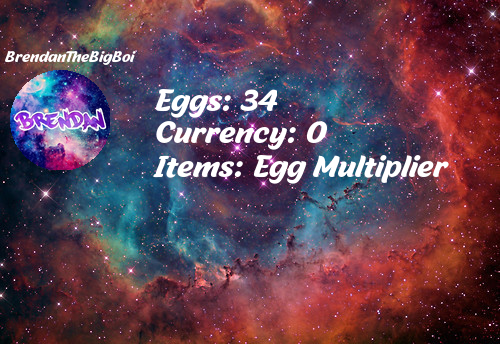 BrendanTheBigBoi
BRENDAN
Eggs: 34
Currency: 0
Items: Egg Multiplier